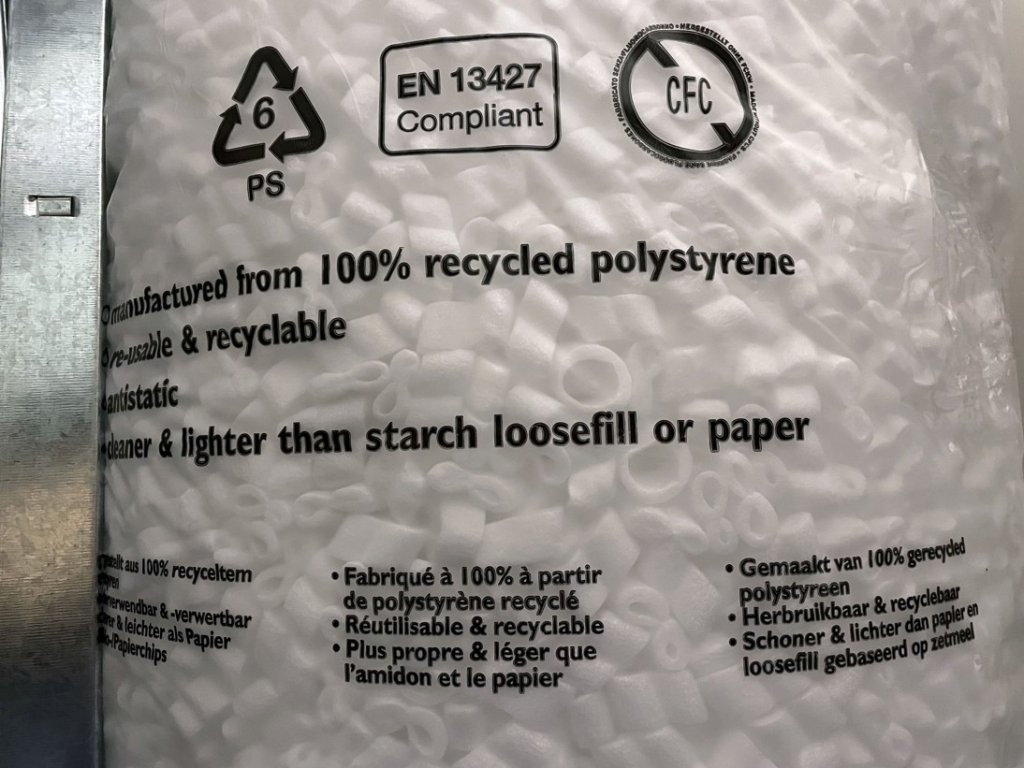 6
PS
EN 13427
Compliant
CFC
HERGESTELLT OHNE FCKW •
manufactured from 100% recycled polystyrene
re-usable & recyclable
antistatic
cleaner & lighter than starch loosefill or paper
aus 100% recyceltem
& -verwertbar
& leichter als Papier
-/Papierchips
• Fabriqué à 100% à partir
de polystyrène recyclé
• Réutilisable & recyclable
• Plus propre & léger que
l'amidon et le papier
• Gemaakt van 100% gerecycled
polystyreen
• Herbruikbaar & recyclebaar
• Schoner & lichter dan papier en
loosefill gebaseerd op zetmeel